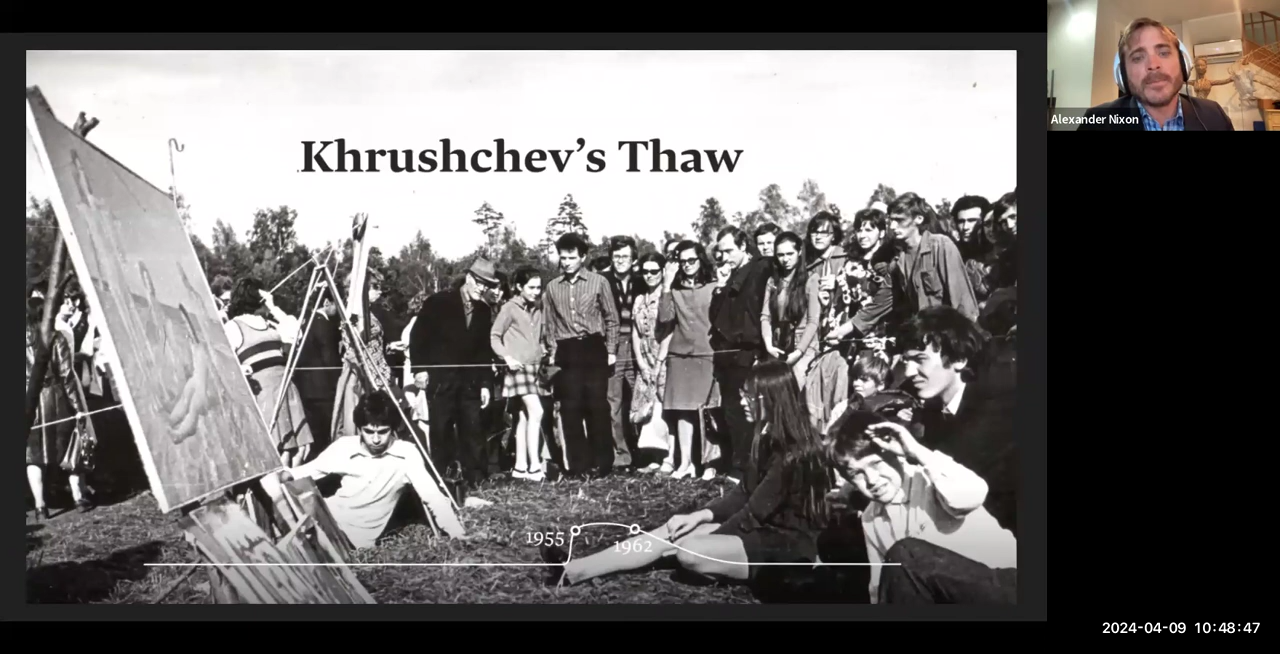 Khrushchev’s Thaw
1955
1962
Alexander Nixon
2024-04-09 10:48:47